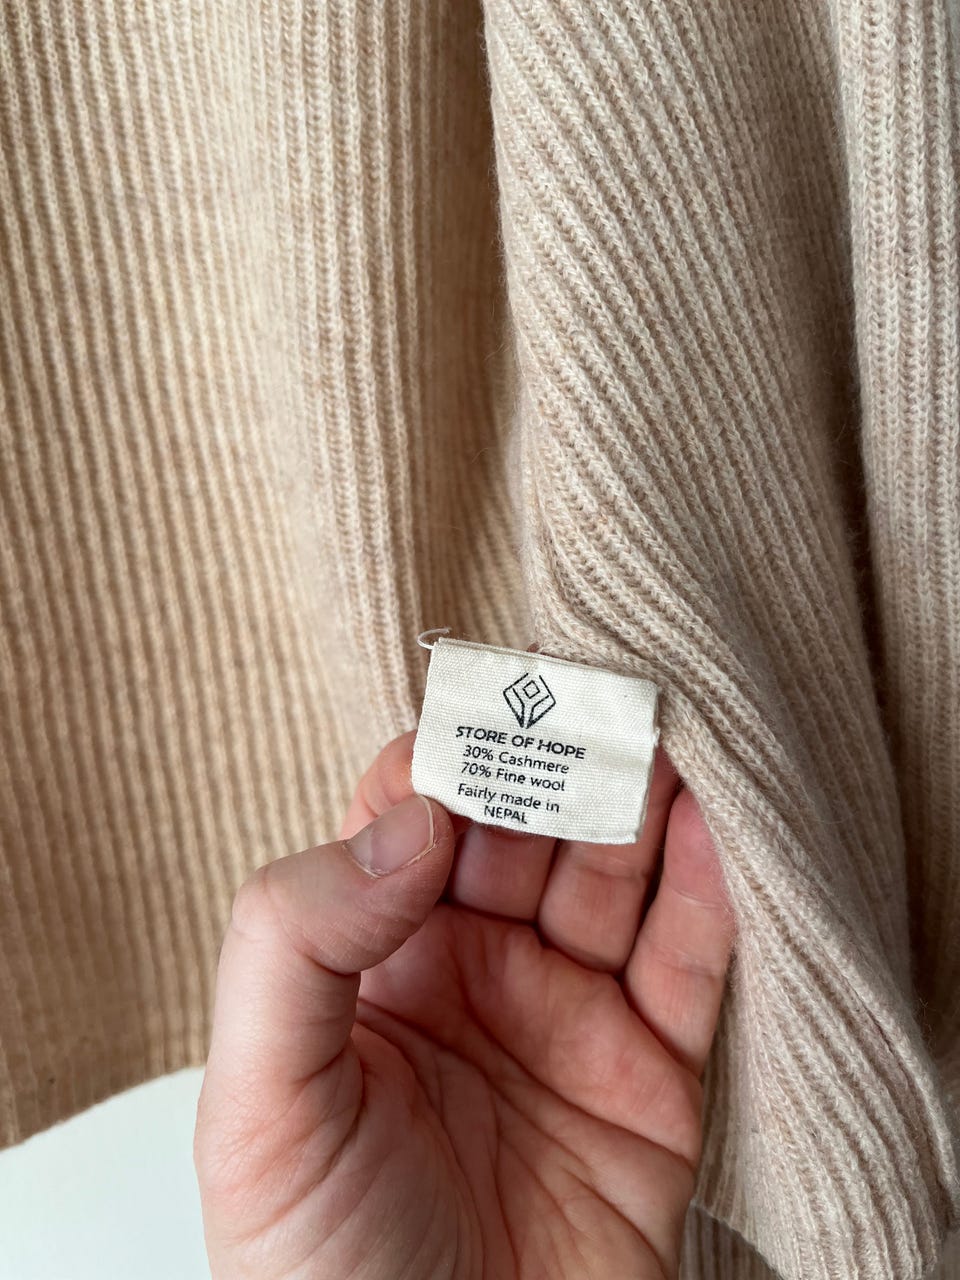 STORE OF HOPE
30% Cashmere
70% Fine wool
Fairly made in
NEPAL